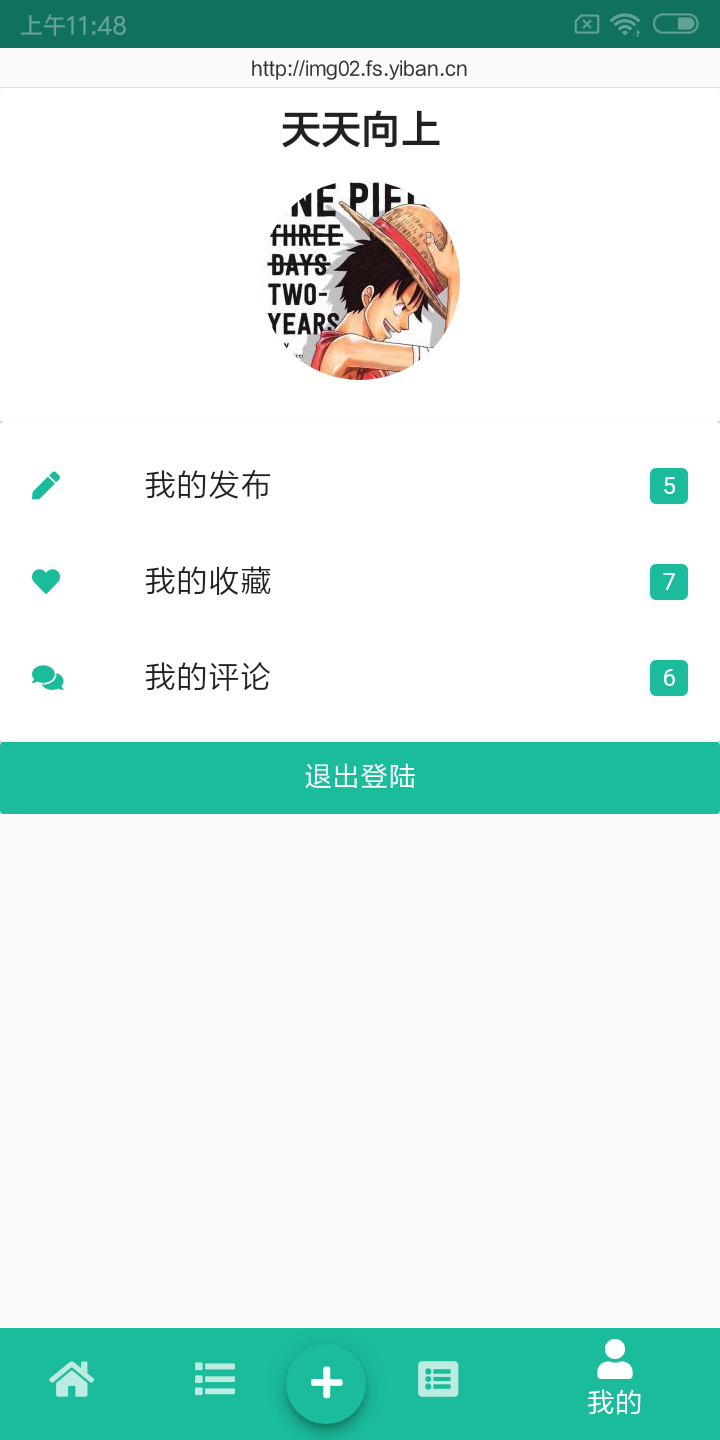 上午11:48
http://img02.fs.yiban.cn
天天向上
NE PIE
THREE
DAYS
TWO-
YEARS
我的发布 5
我的收藏 7
我的评论 6
退出登陆
我的